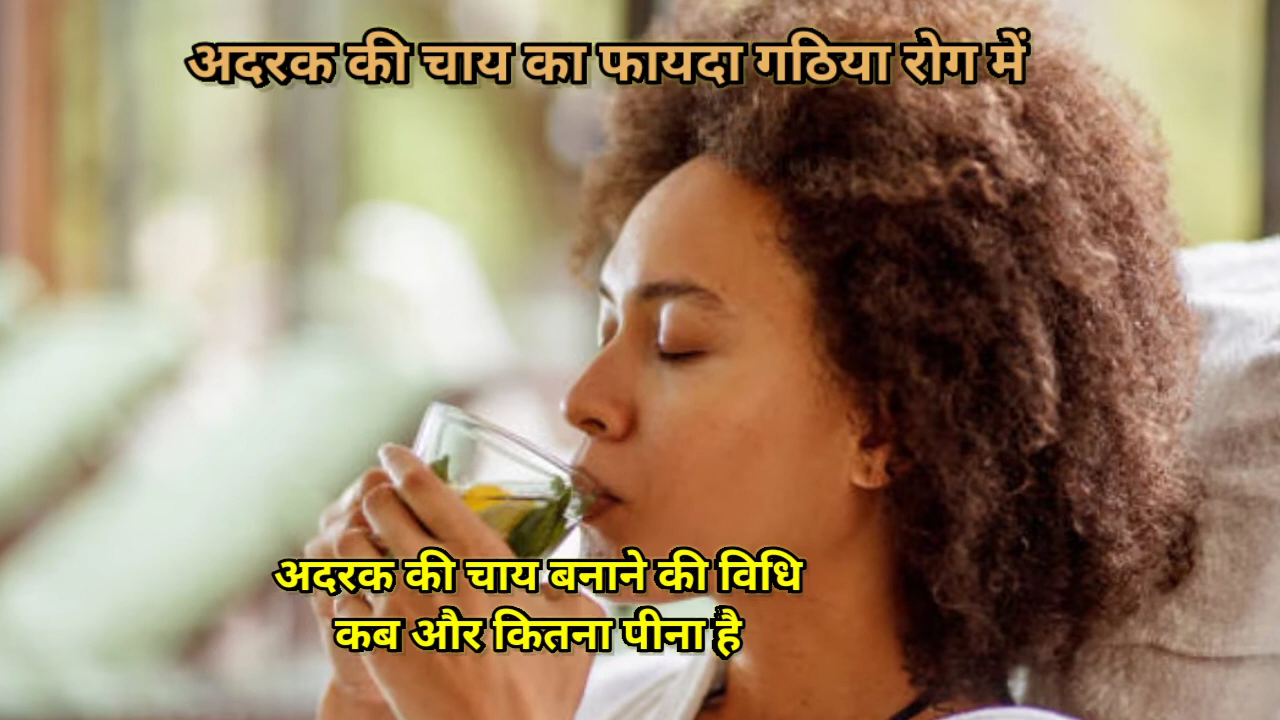 अदरक की चाय का फायदा गठिया रोग में
अदरक की चाय बनाने की विधि
कब और कितना पीना है